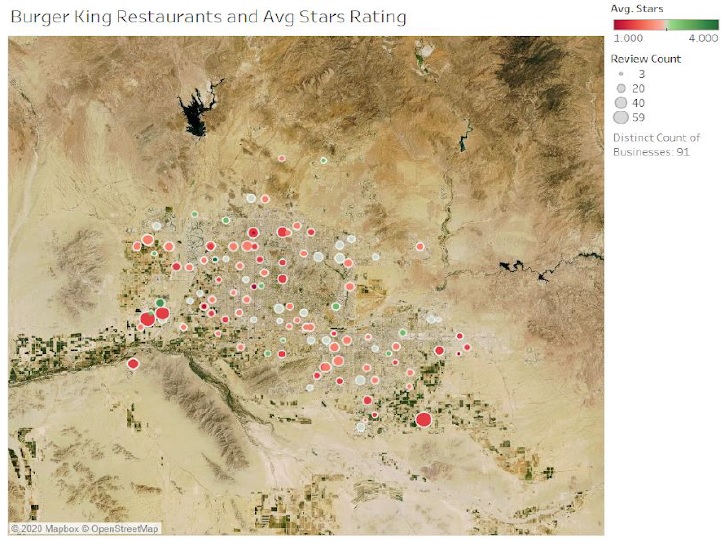 Burger King Restaurants and Avg Stars Rating
Avg. Stars
1.000 4.000
Review Count
3
20
40
59
Distinct Count of
Businesses: 91
© 2020 Mapbox © OpenStreetMap